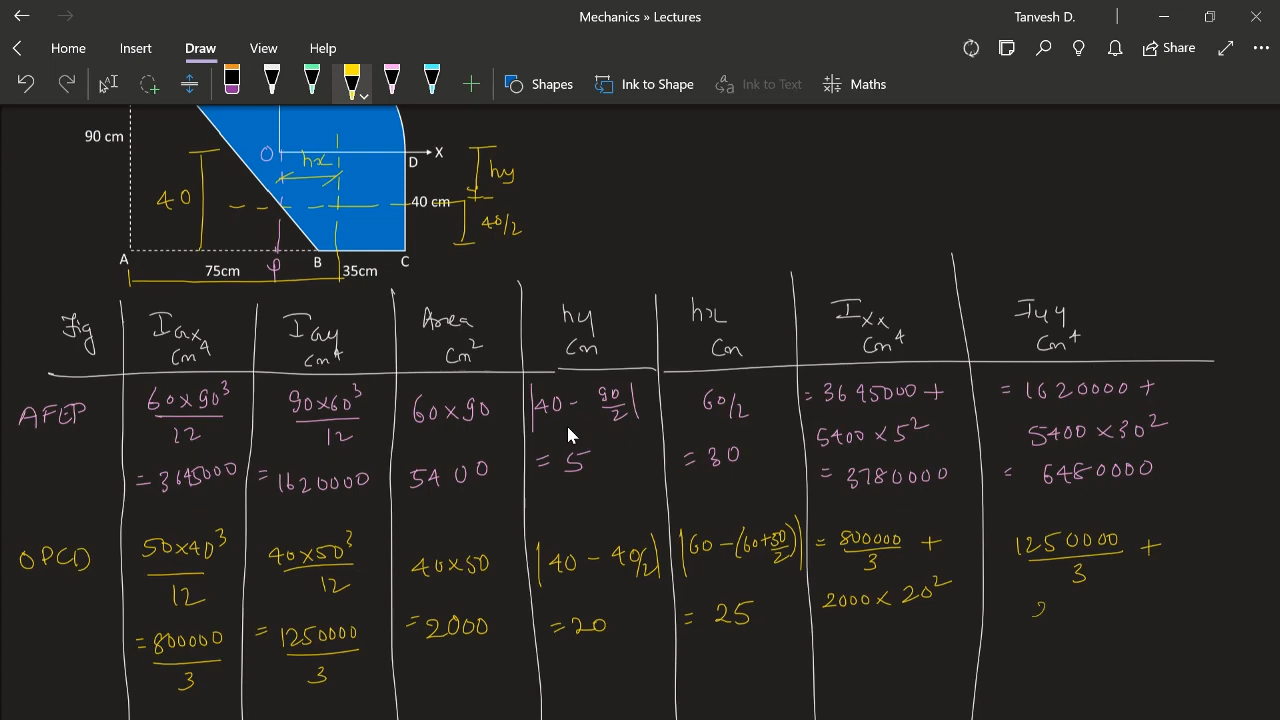 Mechanics » Lectures
Tanvesh D.
Home Insert Draw View Help
Share
Shapes Ink to Shape Ink to Text Maths
90 cm
O hx D X
hy
40
40 cm
40/2
A P B C
75cm 35cm
Fig IGx cm⁴ IGy cm⁴ Area cm² hy cm hx cm Ixx cm⁴ Iyy cm⁴
AFEP 60×90³/12 90×60³/12 60×90 |40 - 90/2| 60/2 = 3645000 + = 1620000 +
5400×5² 5400×30²
= 3645000 = 1620000 5400 = 5 = 30 = 3780000 = 6480000
OPCD 50×40³/12 40×50³/12 40×50 |40 - 40/2| |60 - (60+50/2)| = 800000/3 + 1250000/3 +
2000×20² 2
= 800000/3 = 1250000/3 = 2000 = 20 = 25